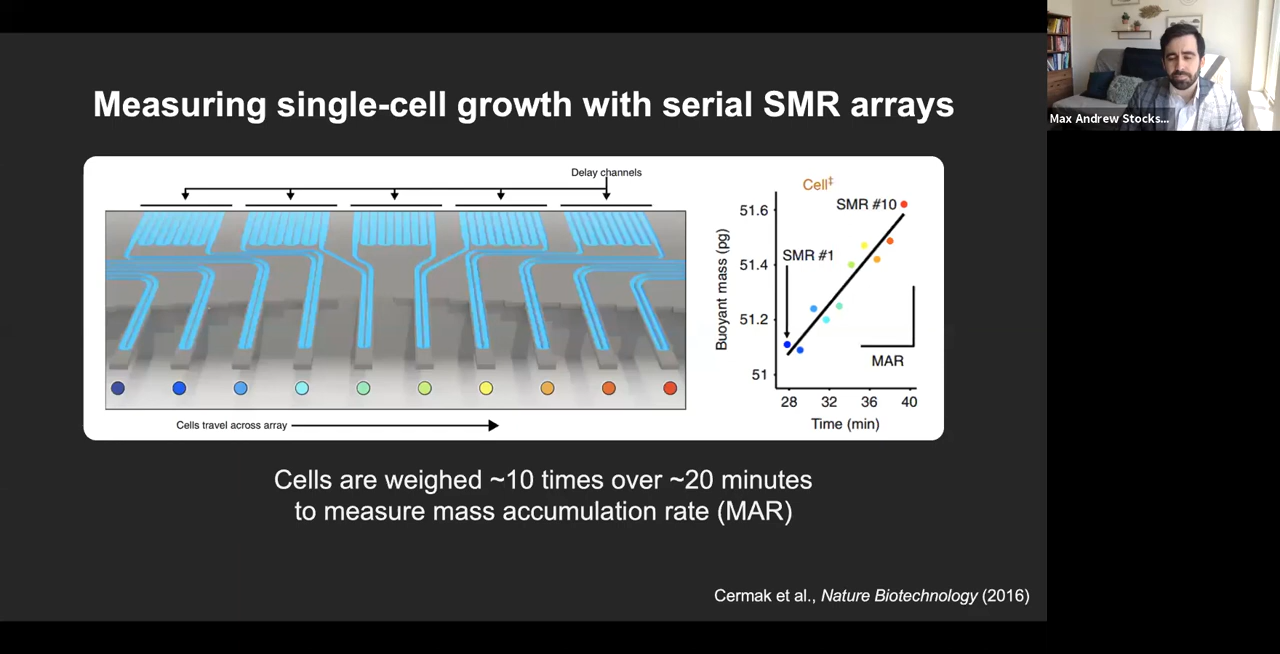 Measuring single-cell growth with serial SMR arrays
Delay channels
Cells travel across array
Cell‡
SMR #10
SMR #1
MAR
Buoyant mass (pg)
51.6
51.4
51.2
51
28 32 36 40
Time (min)
Cells are weighed ~10 times over ~20 minutes
to measure mass accumulation rate (MAR)
Cermak et al., Nature Biotechnology (2016)
Max Andrew Stocks...